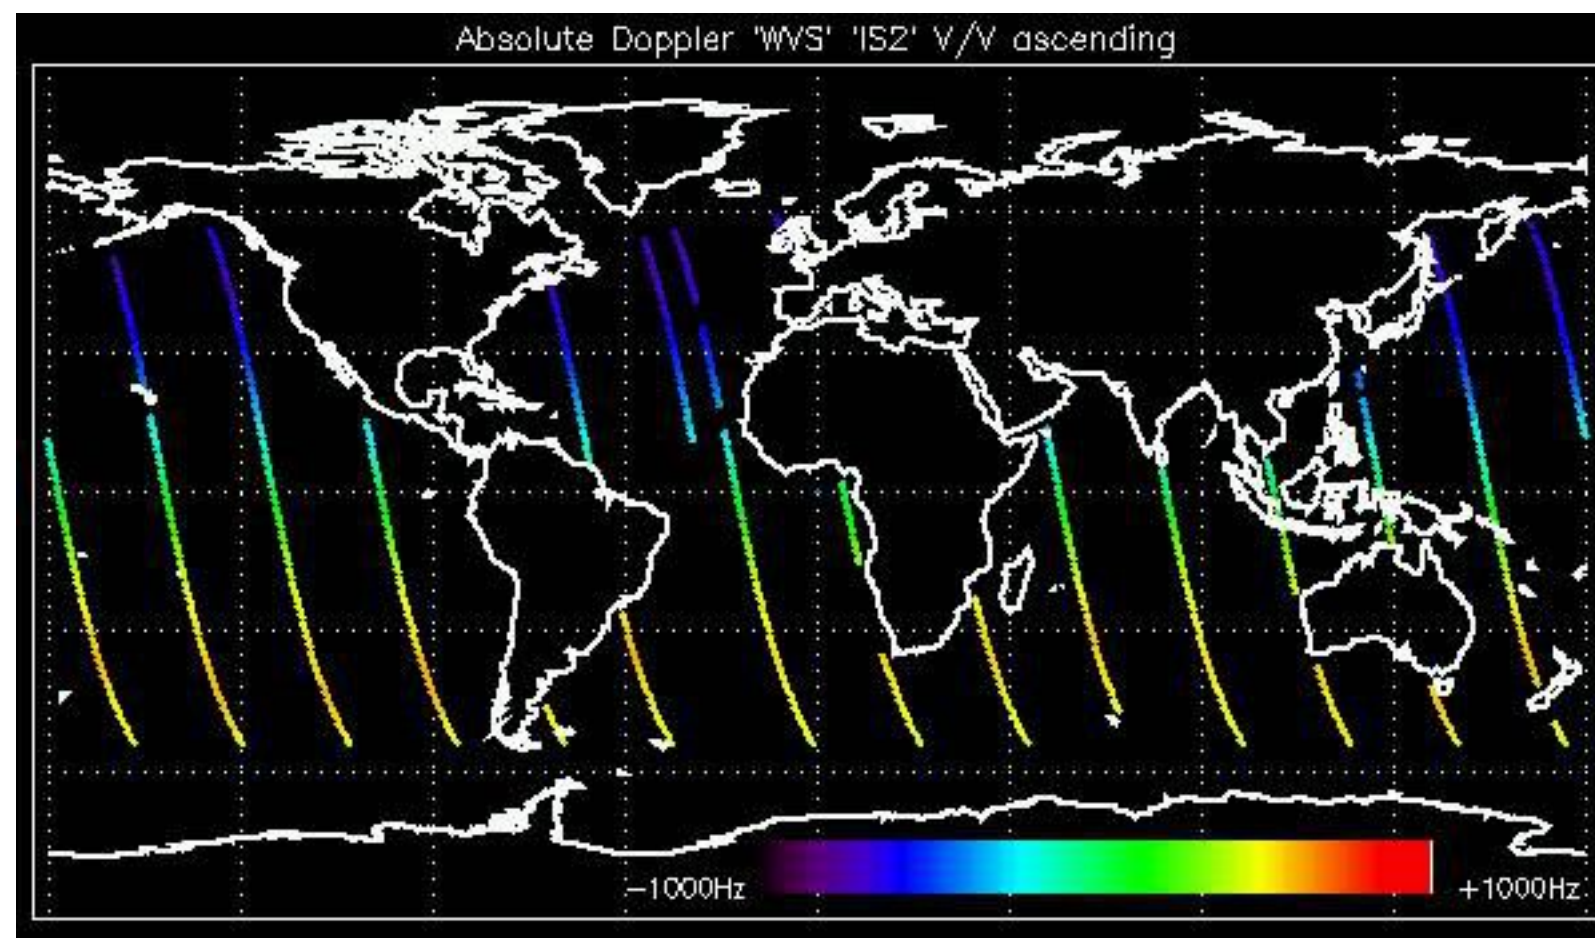 Absolute Doppler 'WVS' 'IS2' V/V ascending
-1000Hz +1000Hz